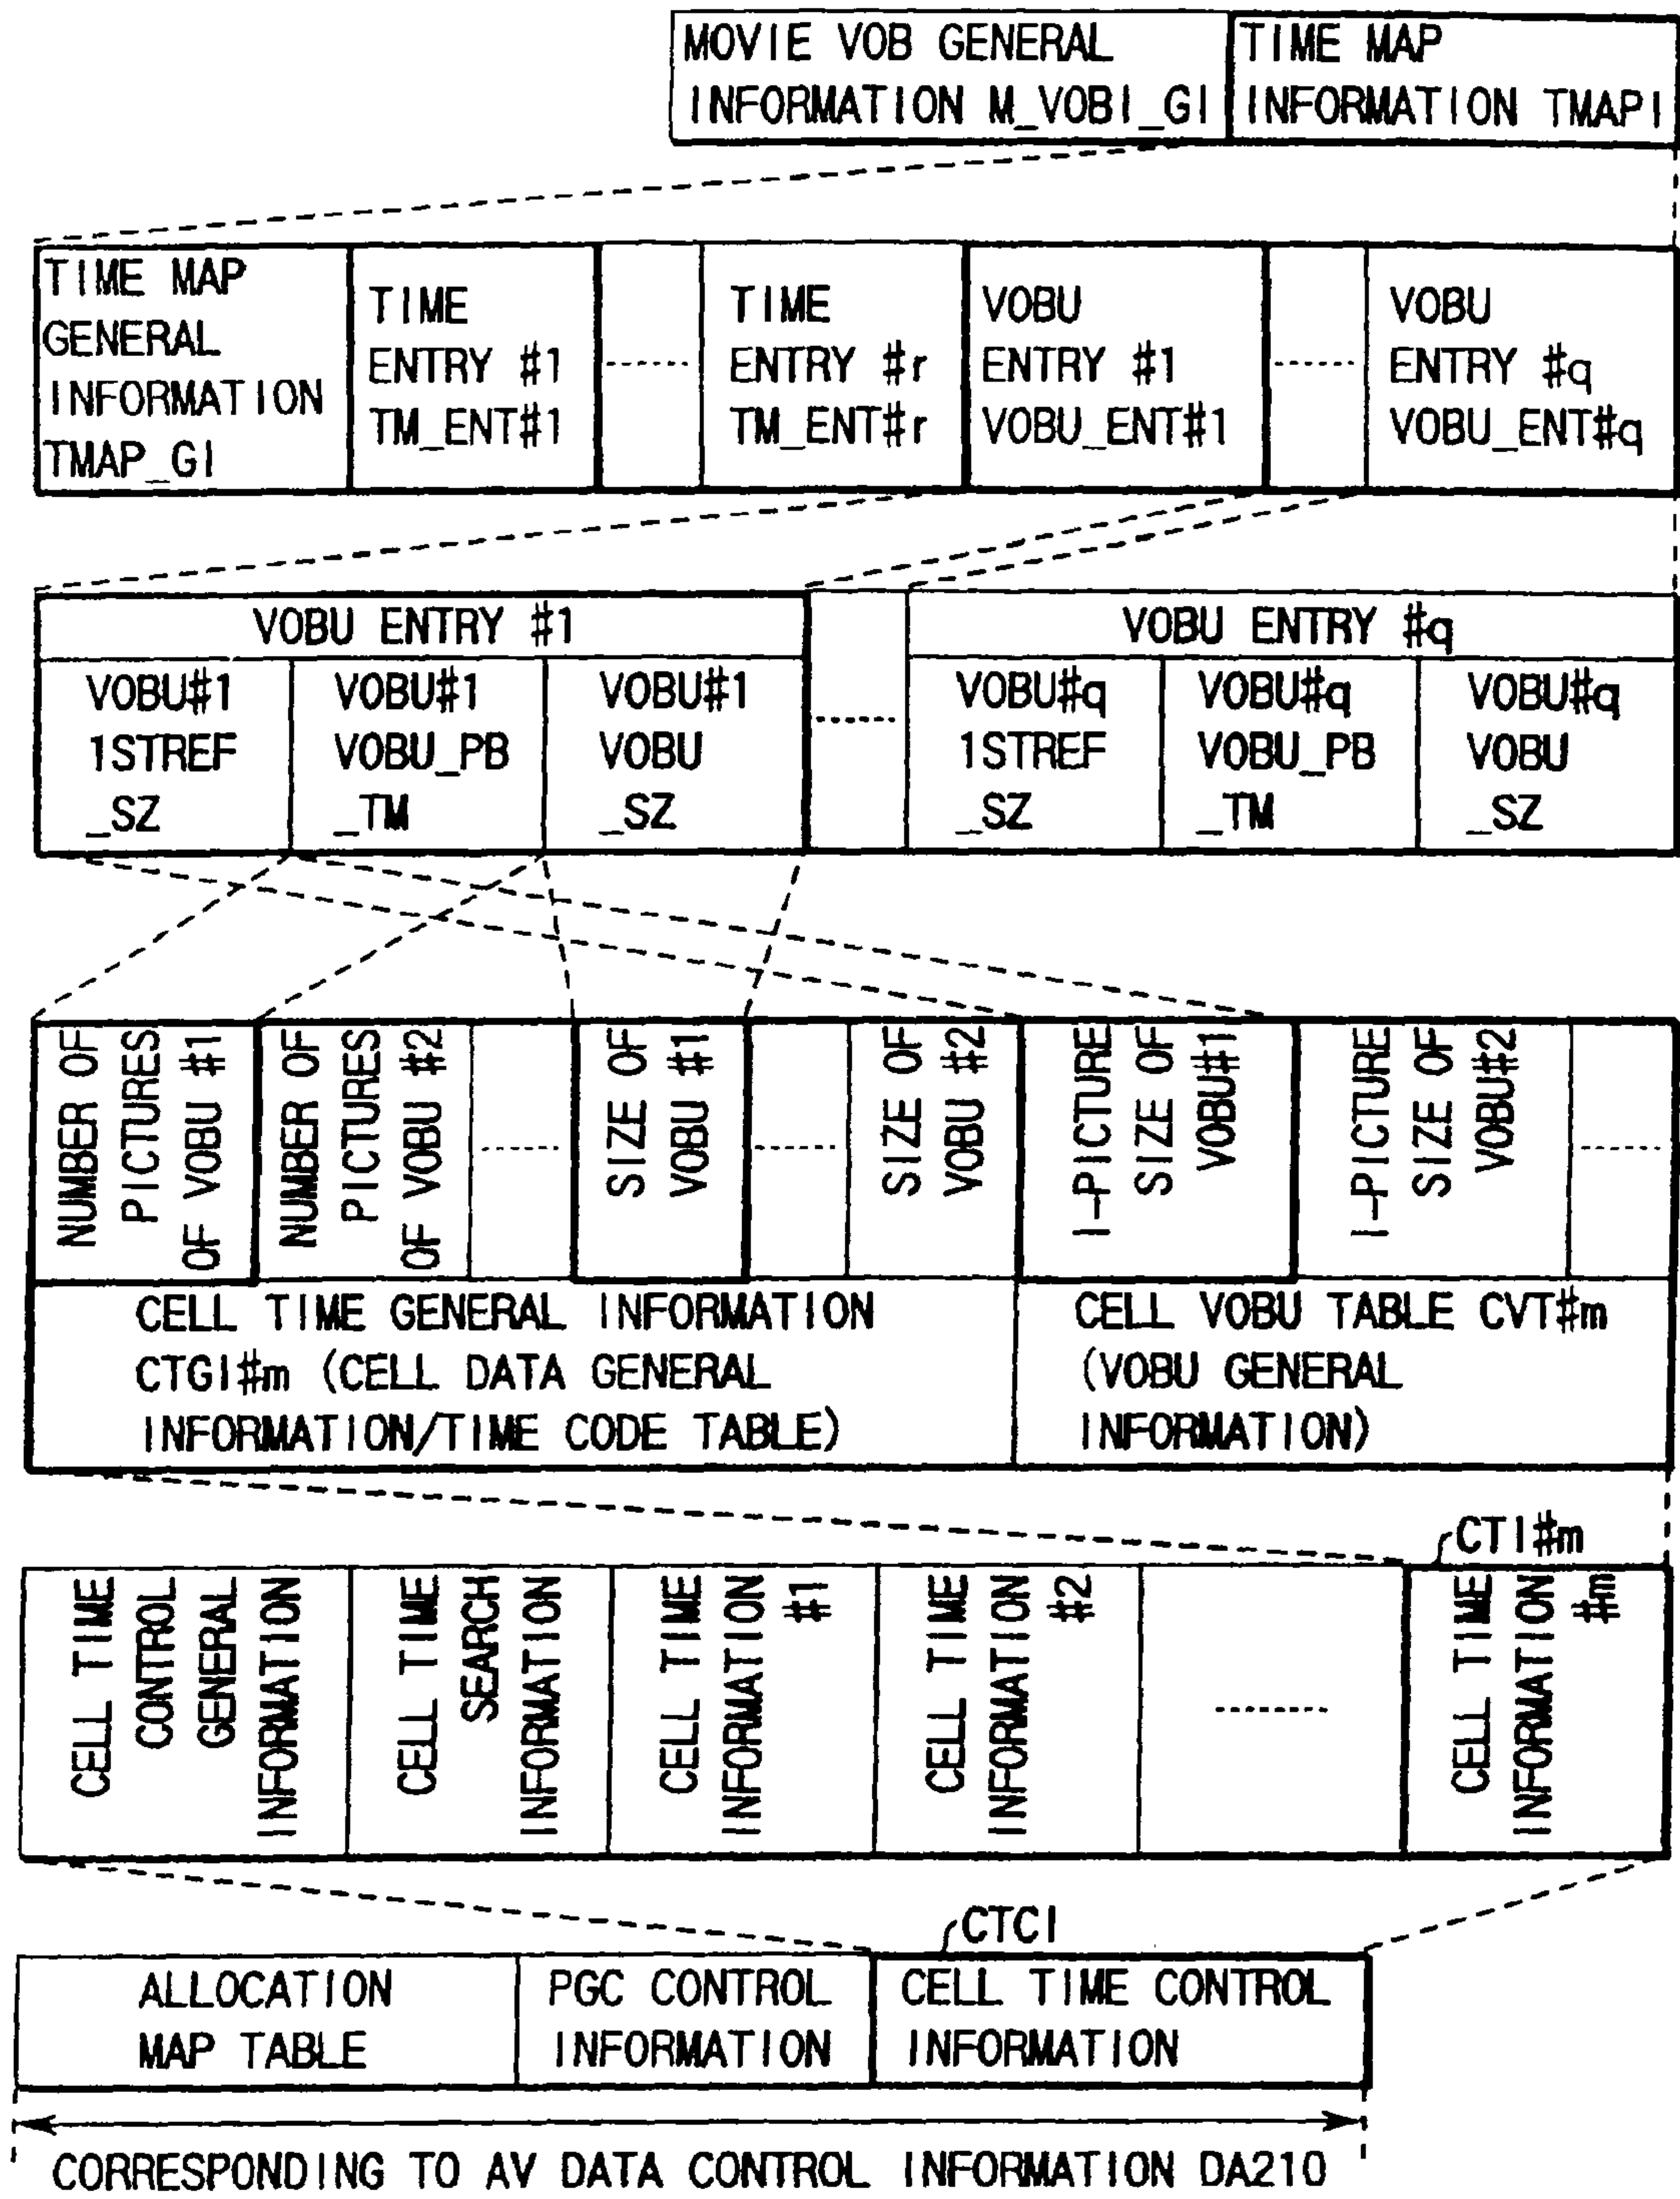 MOVIE VOB GENERAL
INFORMATION M_VOBI_GI
TIME MAP
INFORMATION TMAPI
TIME MAP
GENERAL
INFORMATION
TMAP_GI
TIME
ENTRY #1
TM_ENT#1
TIME
ENTRY #r
TM_ENT#r
VOBU
ENTRY #1
VOBU_ENT#1
VOBU
ENTRY #q
VOBU_ENT#q
VOBU ENTRY #1
VOBU ENTRY #q
VOBU#1
1STREF
_SZ
VOBU#1
VOBU_PB
_TM
VOBU#1
VOBU
_SZ
VOBU#q
1STREF
_SZ
VOBU#q
VOBU_PB
_TM
VOBU#q
VOBU
_SZ
NUMBER OF
PICTURES
OF VOBU #1
NUMBER OF
PICTURES
OF VOBU #2
SIZE OF
VOBU #1
SIZE OF
VOBU #2
I-PICTURE
SIZE OF
VOBU#1
I-PICTURE
SIZE OF
VOBU#2
CELL TIME GENERAL INFORMATION
CTGI#m (CELL DATA GENERAL
INFORMATION/TIME CODE TABLE)
CELL VOBU TABLE CVT#m
(VOBU GENERAL
INFORMATION)
CTI#m
CELL TIME
CONTROL
GENERAL
INFORMATION
CELL TIME
SEARCH
INFORMATION
CELL TIME
INFORMATION
#1
CELL TIME
INFORMATION
#2
CELL TIME
INFORMATION
#m
CTCI
ALLOCATION
MAP TABLE
PGC CONTROL
INFORMATION
CELL TIME CONTROL
INFORMATION
CORRESPONDING TO AV DATA CONTROL INFORMATION DA210